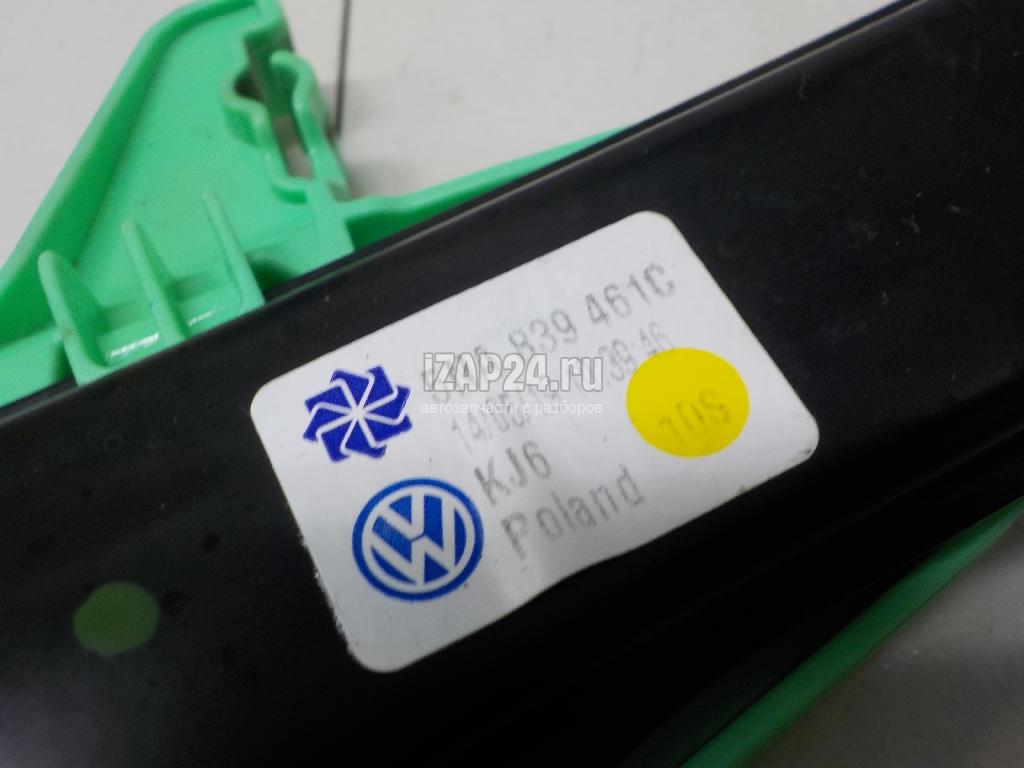 839 461C
iZAP24.ru
автозапчасти с разборов
KJ6
10S
Poland